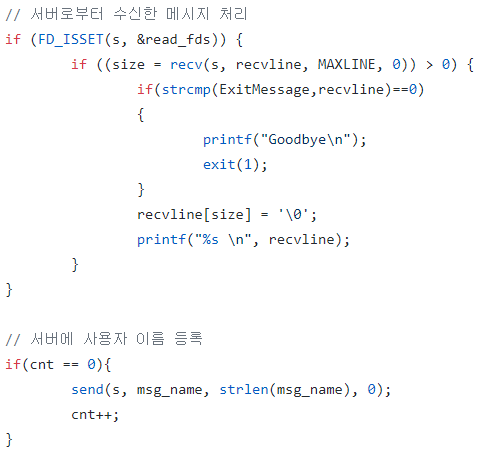 // 서버로부터 수신한 메시지 처리
if (FD_ISSET(s, &read_fds)) {
        if ((size = recv(s, recvline, MAXLINE, 0)) > 0) {
                if(strcmp(ExitMessage,recvline)==0)
                {
                        printf("Goodbye\n");
                        exit(1);
                }
                recvline[size] = '\0';
                printf("%s \n", recvline);
        }
}

// 서버에 사용자 이름 등록
if(cnt == 0){
        send(s, msg_name, strlen(msg_name), 0);
        cnt++;
}